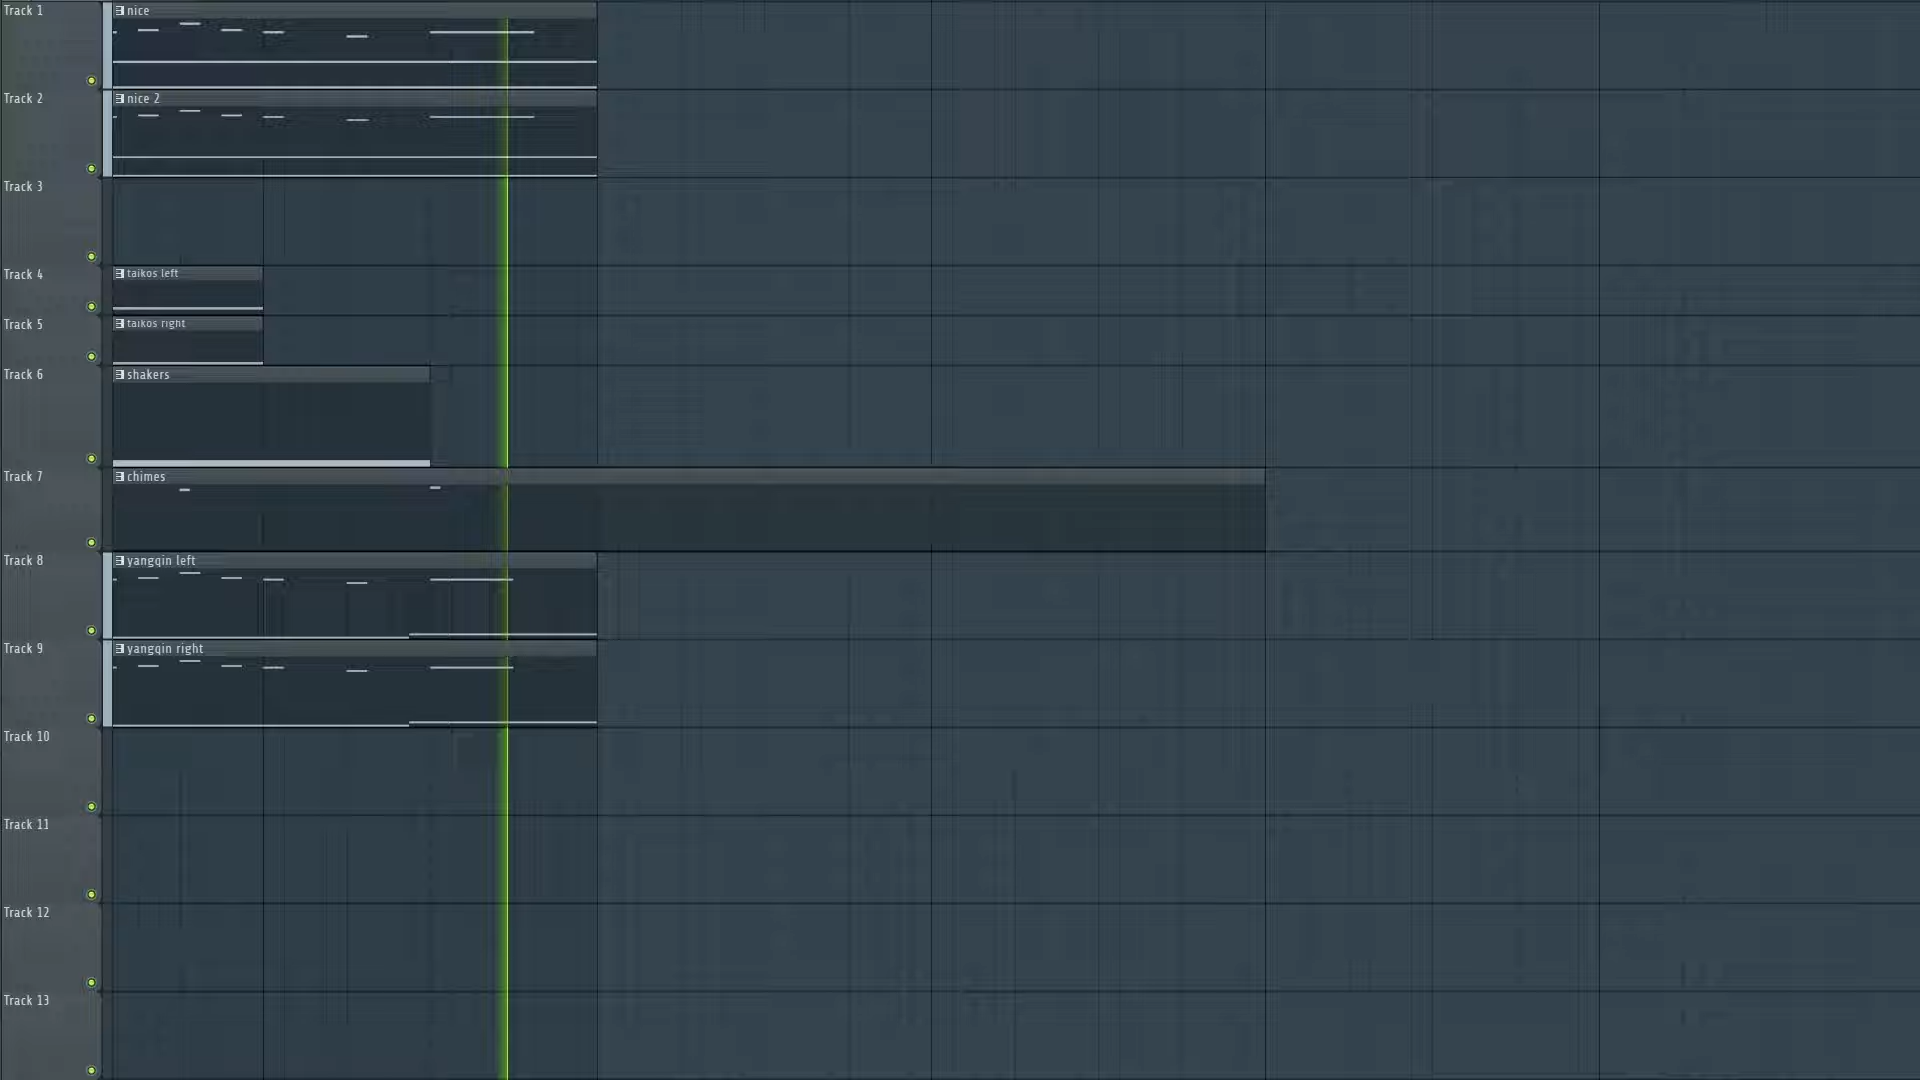 Track 1
nice
Track 2
nice 2
Track 3
Track 4
taikos left
Track 5
taikos right
Track 6
shakers
Track 7
chimes
Track 8
yangqin left
Track 9
yangqin right
Track 10
Track 11
Track 12
Track 13